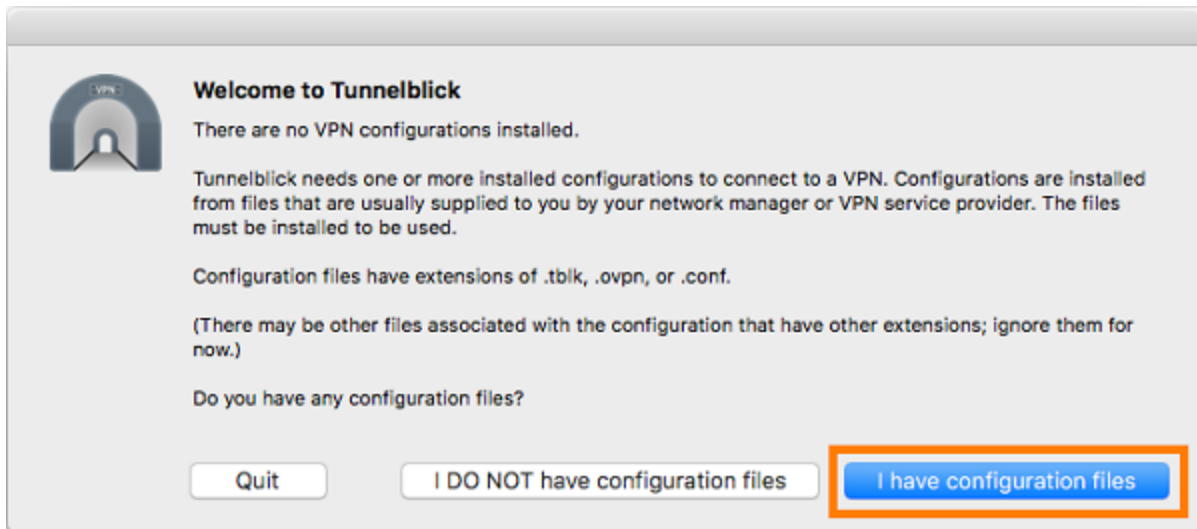 VPN
Welcome to Tunnelblick
There are no VPN configurations installed.
Tunnelblick needs one or more installed configurations to connect to a VPN. Configurations are installed
from files that are usually supplied to you by your network manager or VPN service provider. The files
must be installed to be used.
Configuration files have extensions of .tblk, .ovpn, or .conf.
(There may be other files associated with the configuration that have other extensions; ignore them for
now.)
Do you have any configuration files?
Quit
I DO NOT have configuration files
I have configuration files